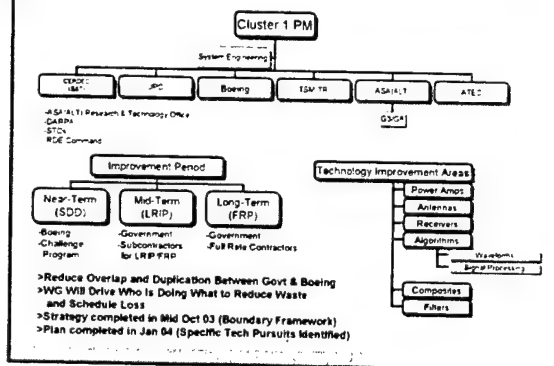 Cluster 1 PM
System Engineering
CERDEC
JPO
Boeing
TSM TR
ASA(ALT)
ATEC
G3/G8
-ASA(ALT) Research & Technology Office
-DARPA
-STCs
-RDE Command
Improvement Period
Near-Term
(SDD)
Mid-Term
(LRIP)
Long-Term
(FRP)
-Boeing
-Challenge
Program
-Government
-Subcontractors
for LRIP/FRP
-Government
-Full Rate Contractors
Technology Improvement Areas
Power Amps
Antennas
Receivers
Algorithms
Waveforms
Signal Processing
Composites
Filters
>Reduce Overlap and Duplication Between Govt & Boeing
>WG Will Drive Who Is Doing What to Reduce Waste
and Schedule Loss
>Strategy completed in Mid Oct 03 (Boundary Framework)
>Plan completed in Jan 04 (Specific Tech Pursuits Identified)